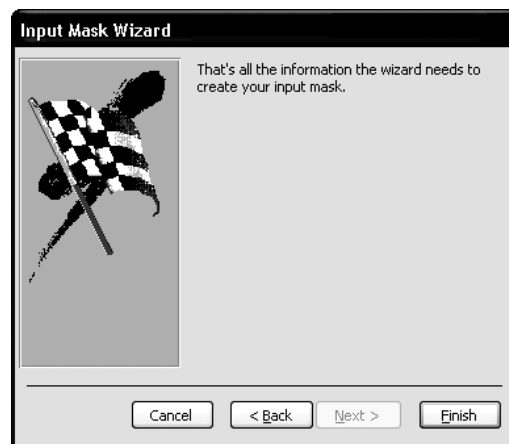 Input Mask Wizard
That's all the information the wizard needs to
create your input mask.
Cancel
< Back
Next >
Finish